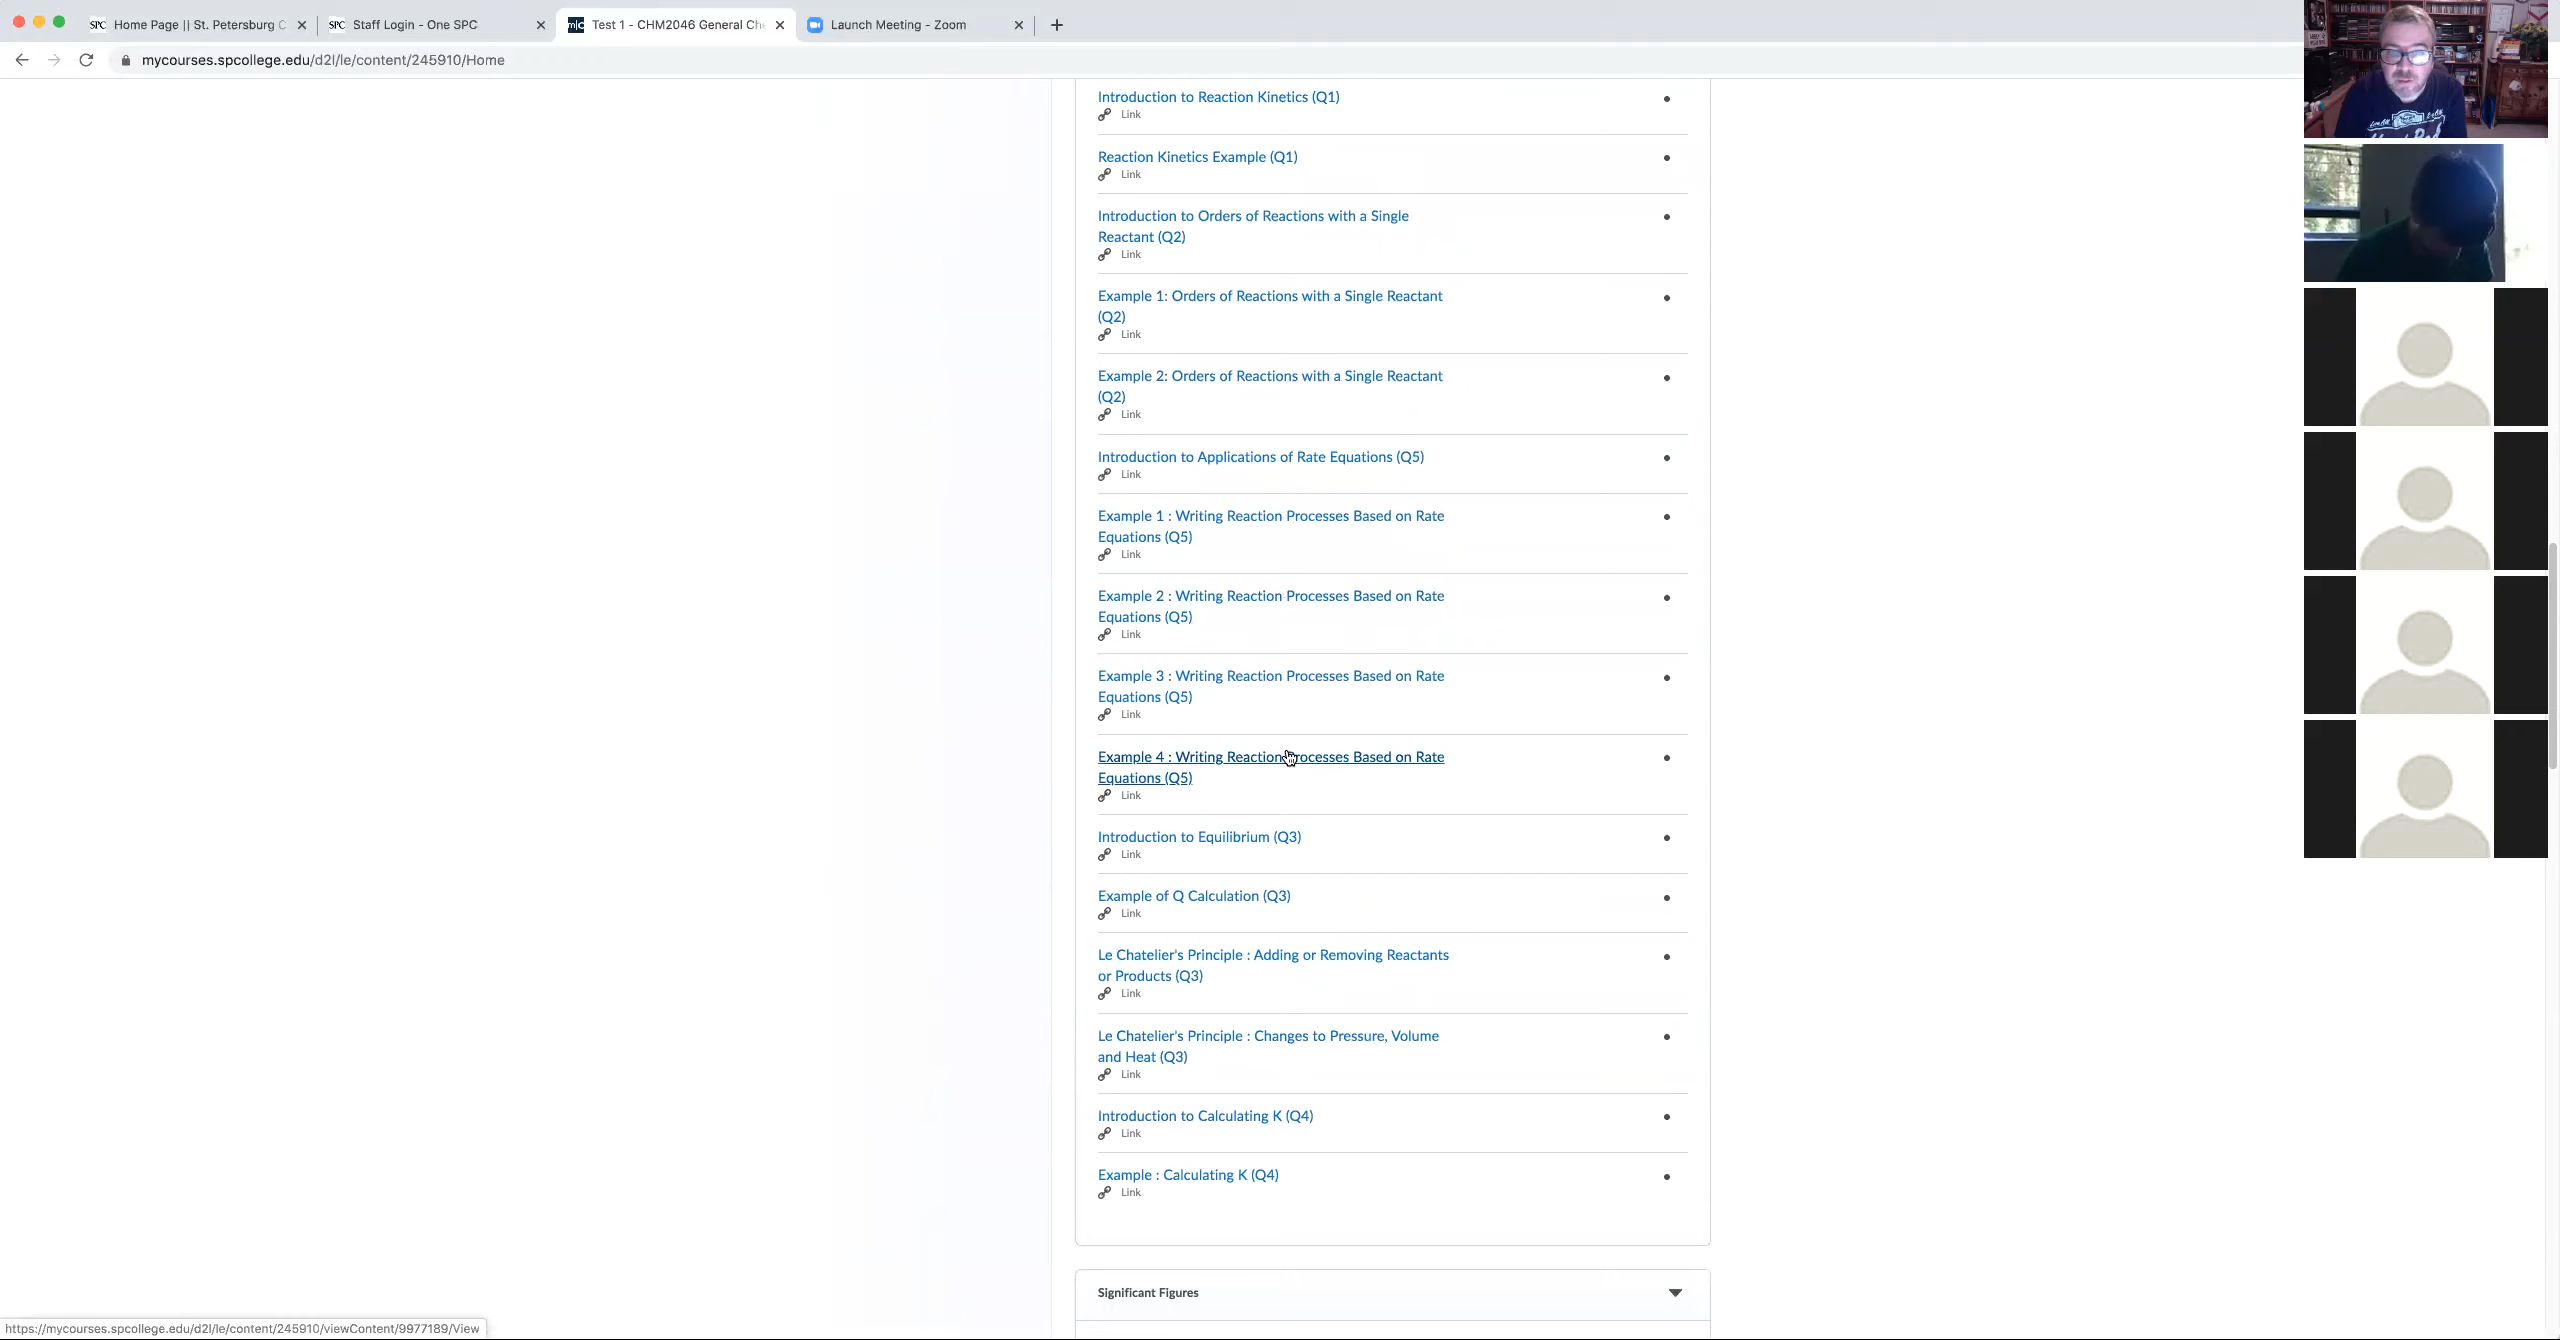 SPC Home Page || St. Petersburg C
SPC Staff Login - One SPC
Test 1 - CHM2046 General Che
Launch Meeting - Zoom
mycourses.spcollege.edu/d2l/le/content/245910/Home
Introduction to Reaction Kinetics (Q1)
Link
Reaction Kinetics Example (Q1)
Link
Introduction to Orders of Reactions with a Single
Reactant (Q2)
Link
Example 1: Orders of Reactions with a Single Reactant
(Q2)
Link
Example 2: Orders of Reactions with a Single Reactant
(Q2)
Link
Introduction to Applications of Rate Equations (Q5)
Link
Example 1 : Writing Reaction Processes Based on Rate
Equations (Q5)
Link
Example 2 : Writing Reaction Processes Based on Rate
Equations (Q5)
Link
Example 3 : Writing Reaction Processes Based on Rate
Equations (Q5)
Link
Example 4 : Writing Reaction Processes Based on Rate
Equations (Q5)
Link
Introduction to Equilibrium (Q3)
Link
Example of Q Calculation (Q3)
Link
Le Chatelier's Principle : Adding or Removing Reactants
or Products (Q3)
Link
Le Chatelier's Principle : Changes to Pressure, Volume
and Heat (Q3)
Link
Introduction to Calculating K (Q4)
Link
Example : Calculating K (Q4)
Link
Significant Figures
https://mycourses.spcollege.edu/d2l/le/content/245910/viewContent/9977189/View